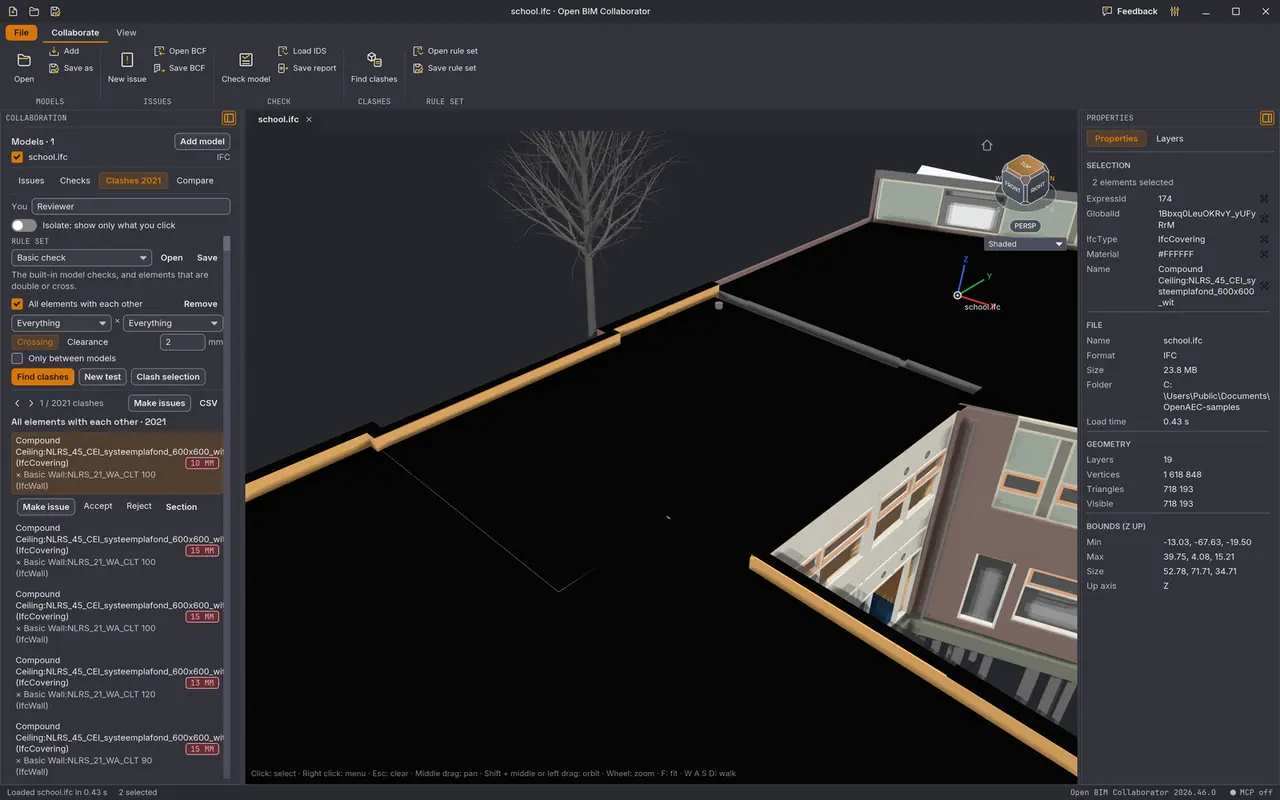 school.ifc · Open BIM Collaborator
Feedback
File
Collaborate
View
Open
Add
Save as
MODELS
New issue
Open BCF
Save BCF
ISSUES
Check model
Load IDS
Save report
CHECK
Find clashes
CLASHES
Open rule set
Save rule set
RULE SET
COLLABORATION
Models · 1
Add model
school.ifc
IFC
Issues
Checks
Clashes 2021
Compare
You
Reviewer
Isolate: show only what you click
RULE SET
Basic check
Open
Save
The built-in model checks, and elements that are
double or cross.
All elements with each other
Remove
Everything
×
Everything
Crossing
Clearance
2
mm
Only between models
Find clashes
New test
Clash selection
1 / 2021 clashes
Make issues
CSV
All elements with each other · 2021
Compound
Ceiling:NLRS_45_CEI_systeemplafond_600x600_wit
(IfcCovering)
10 MM
× Basic Wall:NLRS_21_WA_CLT 100
(IfcWall)
Make issue
Accept
Reject
Section
Compound
Ceiling:NLRS_45_CEI_systeemplafond_600x600_wit
(IfcCovering)
15 MM
× Basic Wall:NLRS_21_WA_CLT 100
(IfcWall)
Compound
Ceiling:NLRS_45_CEI_systeemplafond_600x600_wit
(IfcCovering)
15 MM
× Basic Wall:NLRS_21_WA_CLT 100
(IfcWall)
Compound
Ceiling:NLRS_45_CEI_systeemplafond_600x600_wit
(IfcCovering)
13 MM
× Basic Wall:NLRS_21_WA_CLT 120
(IfcWall)
Compound
Ceiling:NLRS_45_CEI_systeemplafond_600x600_wit
(IfcCovering)
15 MM
× Basic Wall:NLRS_21_WA_CLT 90
(IfcWall)
school.ifc ×
TOP
FRONT
RIGHT
W
N
PERSP
Shaded
Z
Y
school.ifc
Click: select · Right click: menu · Esc: clear · Middle drag: pan · Shift + middle or left drag: orbit · Wheel: zoom · F: fit · W A S D: walk
PROPERTIES
Properties
Layers
SELECTION
2 elements selected
ExpressId
174
GlobalId
1Bbxq0LeuOKRvY_yUFy
RrM
IfcType
IfcCovering
Material
#FFFFFF
Name
Compound
Ceiling:NLRS_45_CEI_sy
steemplafond_600x600
_wit
FILE
Name
school.ifc
Format
IFC
Size
23.8 MB
Folder
C:
\Users\Public\Documents\
OpenAEC-samples
Load time
0.43 s
GEOMETRY
Layers
19
Vertices
1 618 848
Triangles
718 193
Visible
718 193
BOUNDS (Z UP)
Min
-13.03, -67.63, -19.50
Max
39.75, 4.08, 15.21
Size
52.78, 71.71, 34.71
Up axis
Z
Loaded school.ifc in 0.43 s
2 selected
Open BIM Collaborator 2026.46.0
MCP off